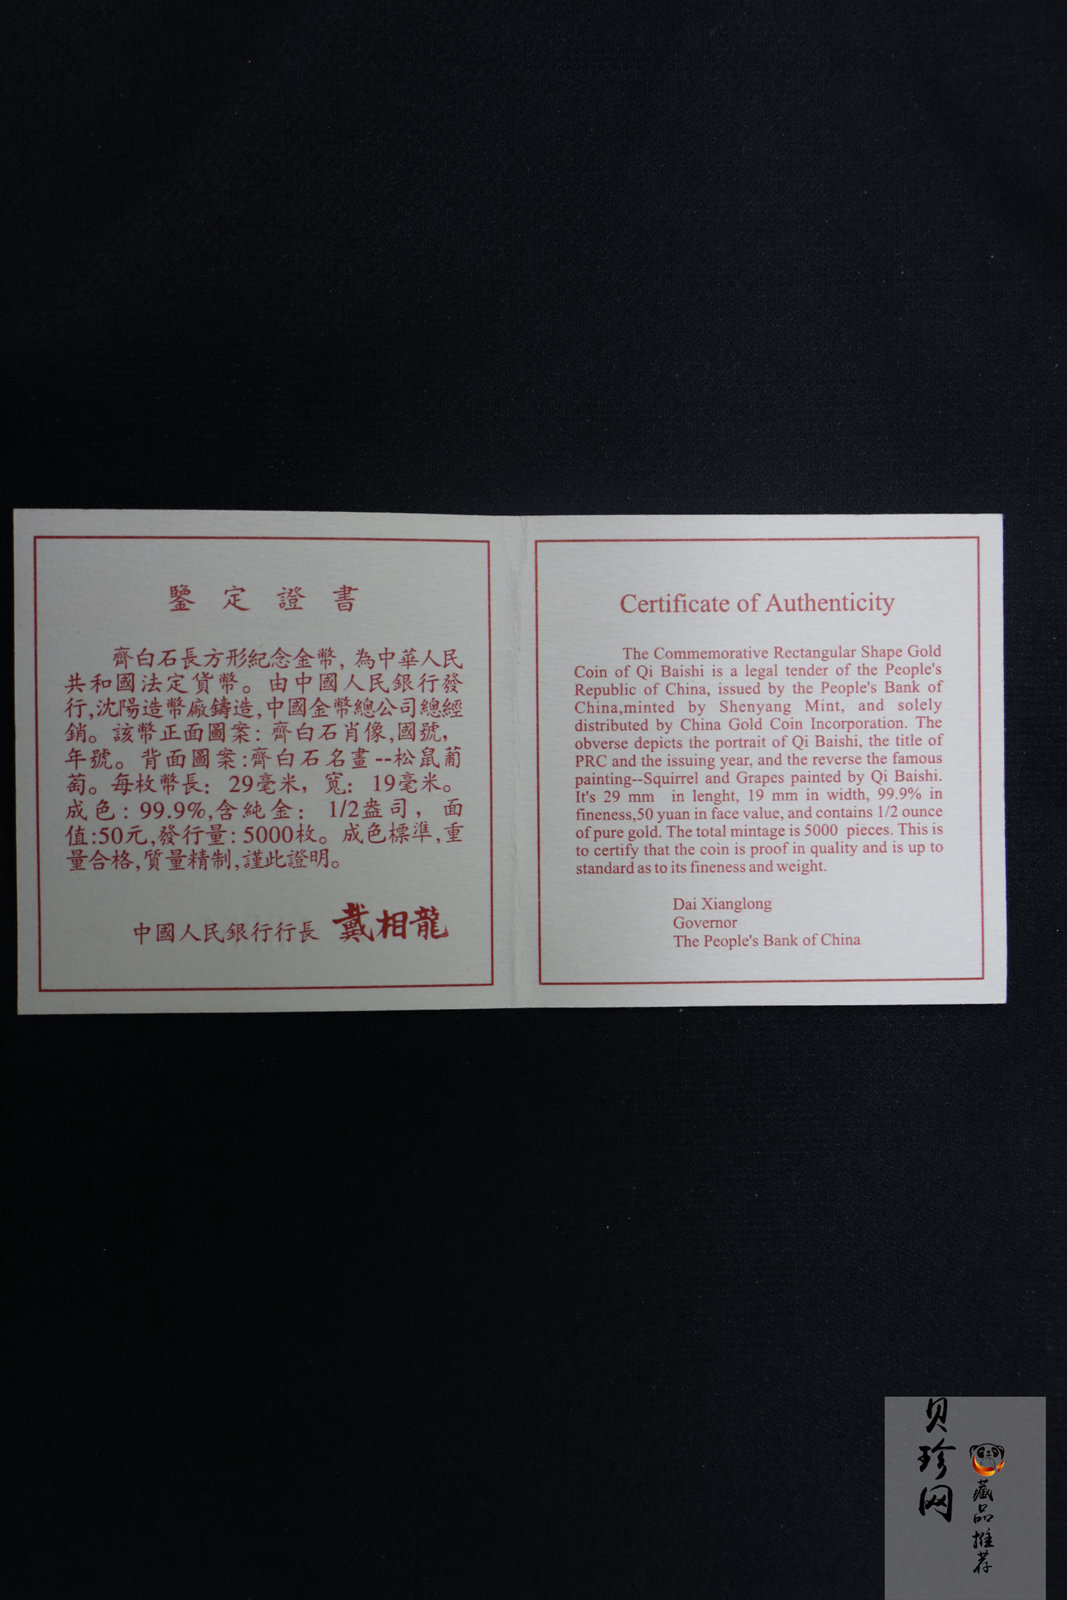 鑒定證書
齊白石長方形紀念金幣，為中華人民
共和國法定貨幣。由中國人民銀行發
行,沈陽造幣廠鑄造,中國金幣總公司總經
銷。該幣正面圖案：齊白石肖像,國號，
年號。背面圖案:齊白石名畫--松鼠葡
萄。每枚幣長：29毫米，寬：19毫米。
成色：99.9%,含純金：1/2盎司，面
值:50元,發行量:5000枚。成色標準,重
量合格,質量精制,謹此證明。
中國人民銀行行長 戴相龍
Certificate of Authenticity
The Commemorative Rectangular Shape Gold
Coin of Qi Baishi is a legal tender of the People's
Republic of China, issued by the People's Bank of
China,minted by Shenyang Mint, and solely
distributed by China Gold Coin Incorporation. The
obverse depicts the portrait of Qi Baishi, the title of
PRC and the issuing year, and the reverse the famous
painting--Squirrel and Grapes painted by Qi Baishi.
It's 29 mm in lenght, 19 mm in width, 99.9% in
fineness,50 yuan in face value, and contains 1/2 ounce
of pure gold. The total mintage is 5000 pieces. This is
to certify that the coin is proof in quality and is up to
standard as to its fineness and weight.
Dai Xianglong
Governor
The People's Bank of China
贝珍网
藏品推荐